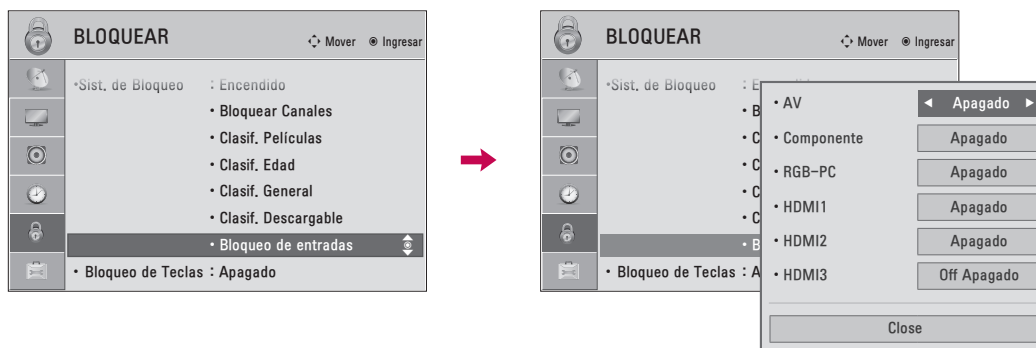 BLOQUEAR
Mover
Ingresar
•Sist. de Bloqueo : Encendido
• Bloquear Canales
• Clasif. Películas
• Clasif. Edad
• Clasif. General
• Clasif. Descargable
• Bloqueo de entradas
• Bloqueo de Teclas : Apagado
BLOQUEAR
Mover
Ingresar
•Sist. de Bloqueo : E
• B
• C
• C
• C
• C
• B
• Bloqueo de Teclas : A
• AV ◄ Apagado ►
• Componente Apagado
• RGB-PC Apagado
• HDMI1 Apagado
• HDMI2 Apagado
• HDMI3 Off Apagado
Close